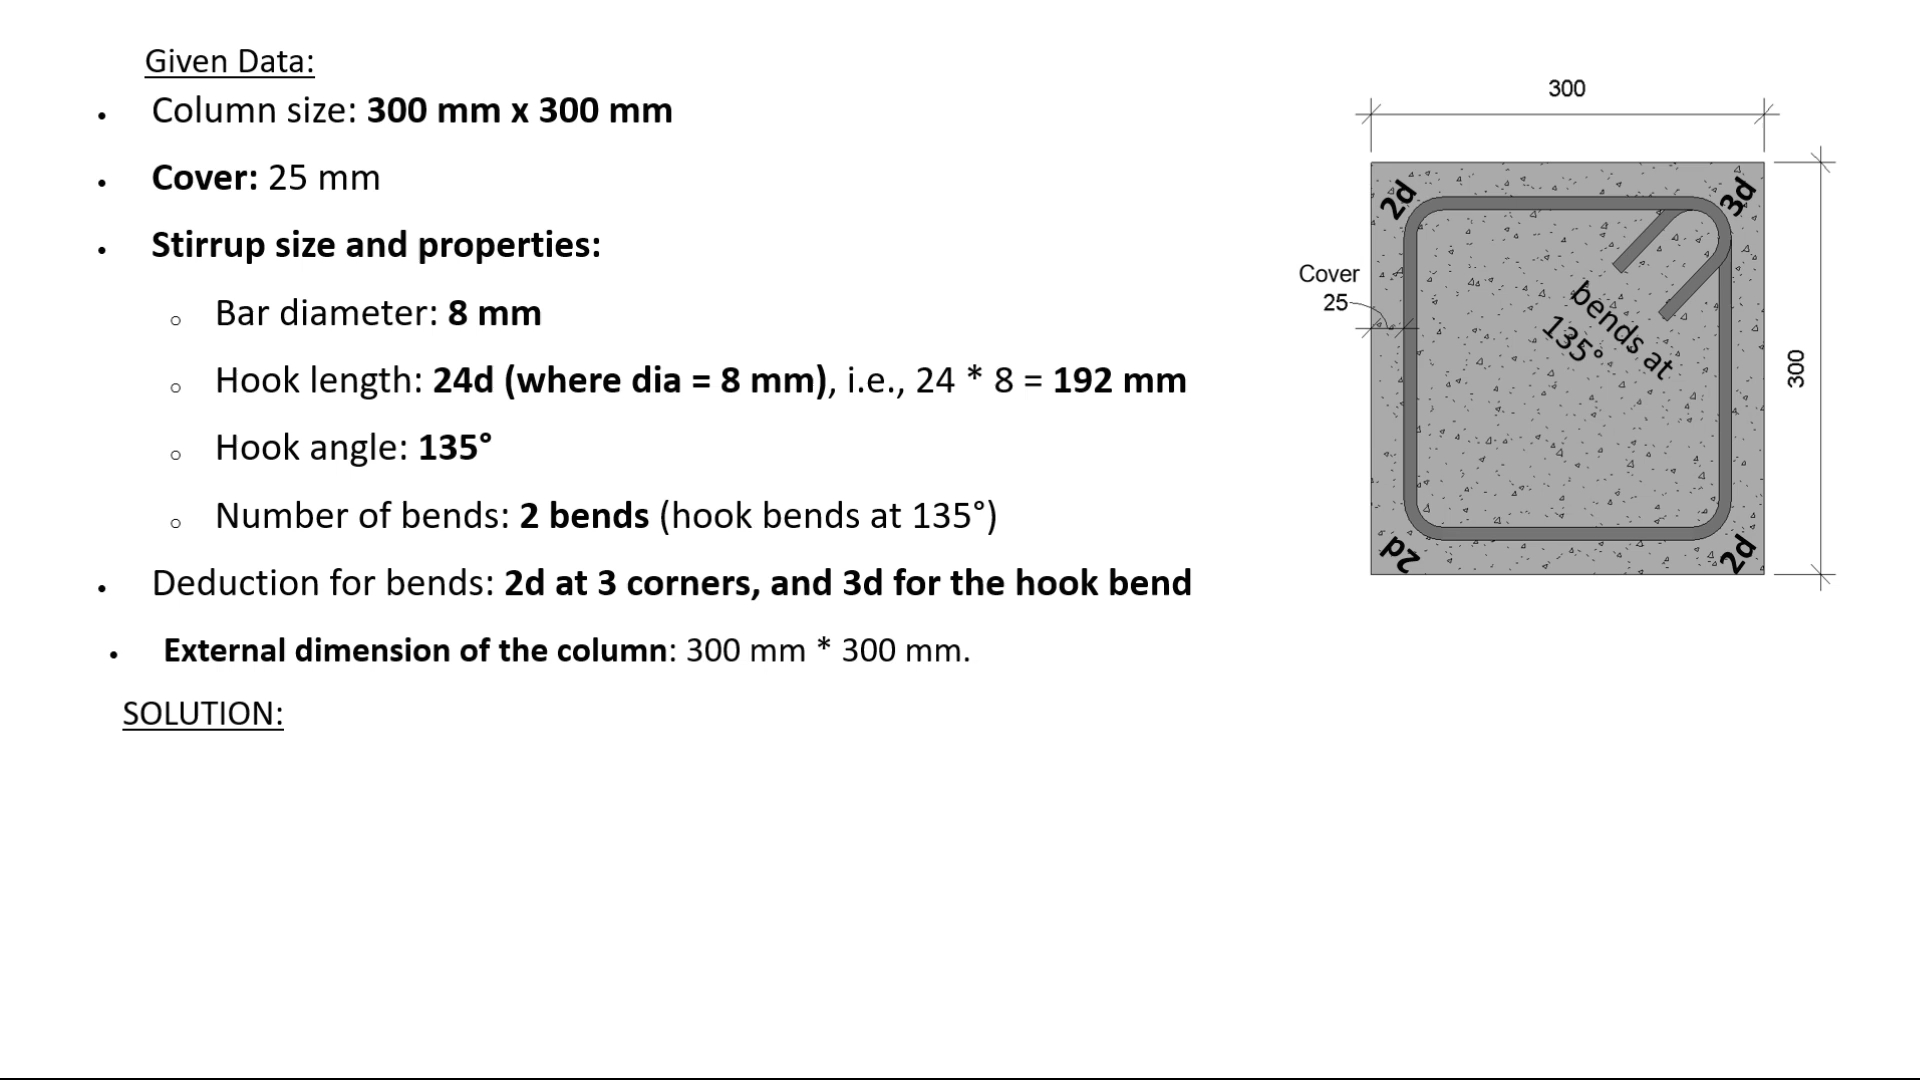 Given Data:
• Column size: 300 mm x 300 mm
• Cover: 25 mm
• Stirrup size and properties:
○ Bar diameter: 8 mm
○ Hook length: 24d (where dia = 8 mm), i.e., 24 * 8 = 192 mm
○ Hook angle: 135°
○ Number of bends: 2 bends (hook bends at 135°)
• Deduction for bends: 2d at 3 corners, and 3d for the hook bend
• External dimension of the column: 300 mm * 300 mm.
SOLUTION:
300
2d
3d
Cover
25
bends at
135°
300
2d
2d